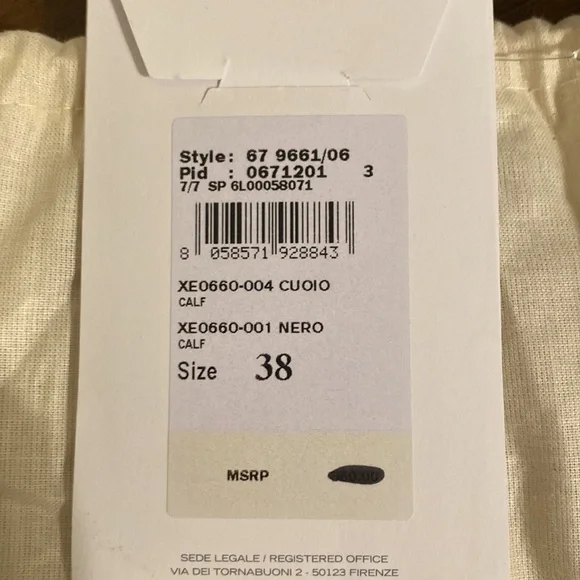 Style: 67 9661/06
Pid : 0671201 3
7/7 SP 6L00058071
8 058571 928843
XE0660-004 CUOIO
CALF
XE0660-001 NERO
CALF
Size 38
MSRP
SEDE LEGALE / REGISTERED OFFICE
VIA DEI TORNABUONI 2 - 50123 FIRENZE